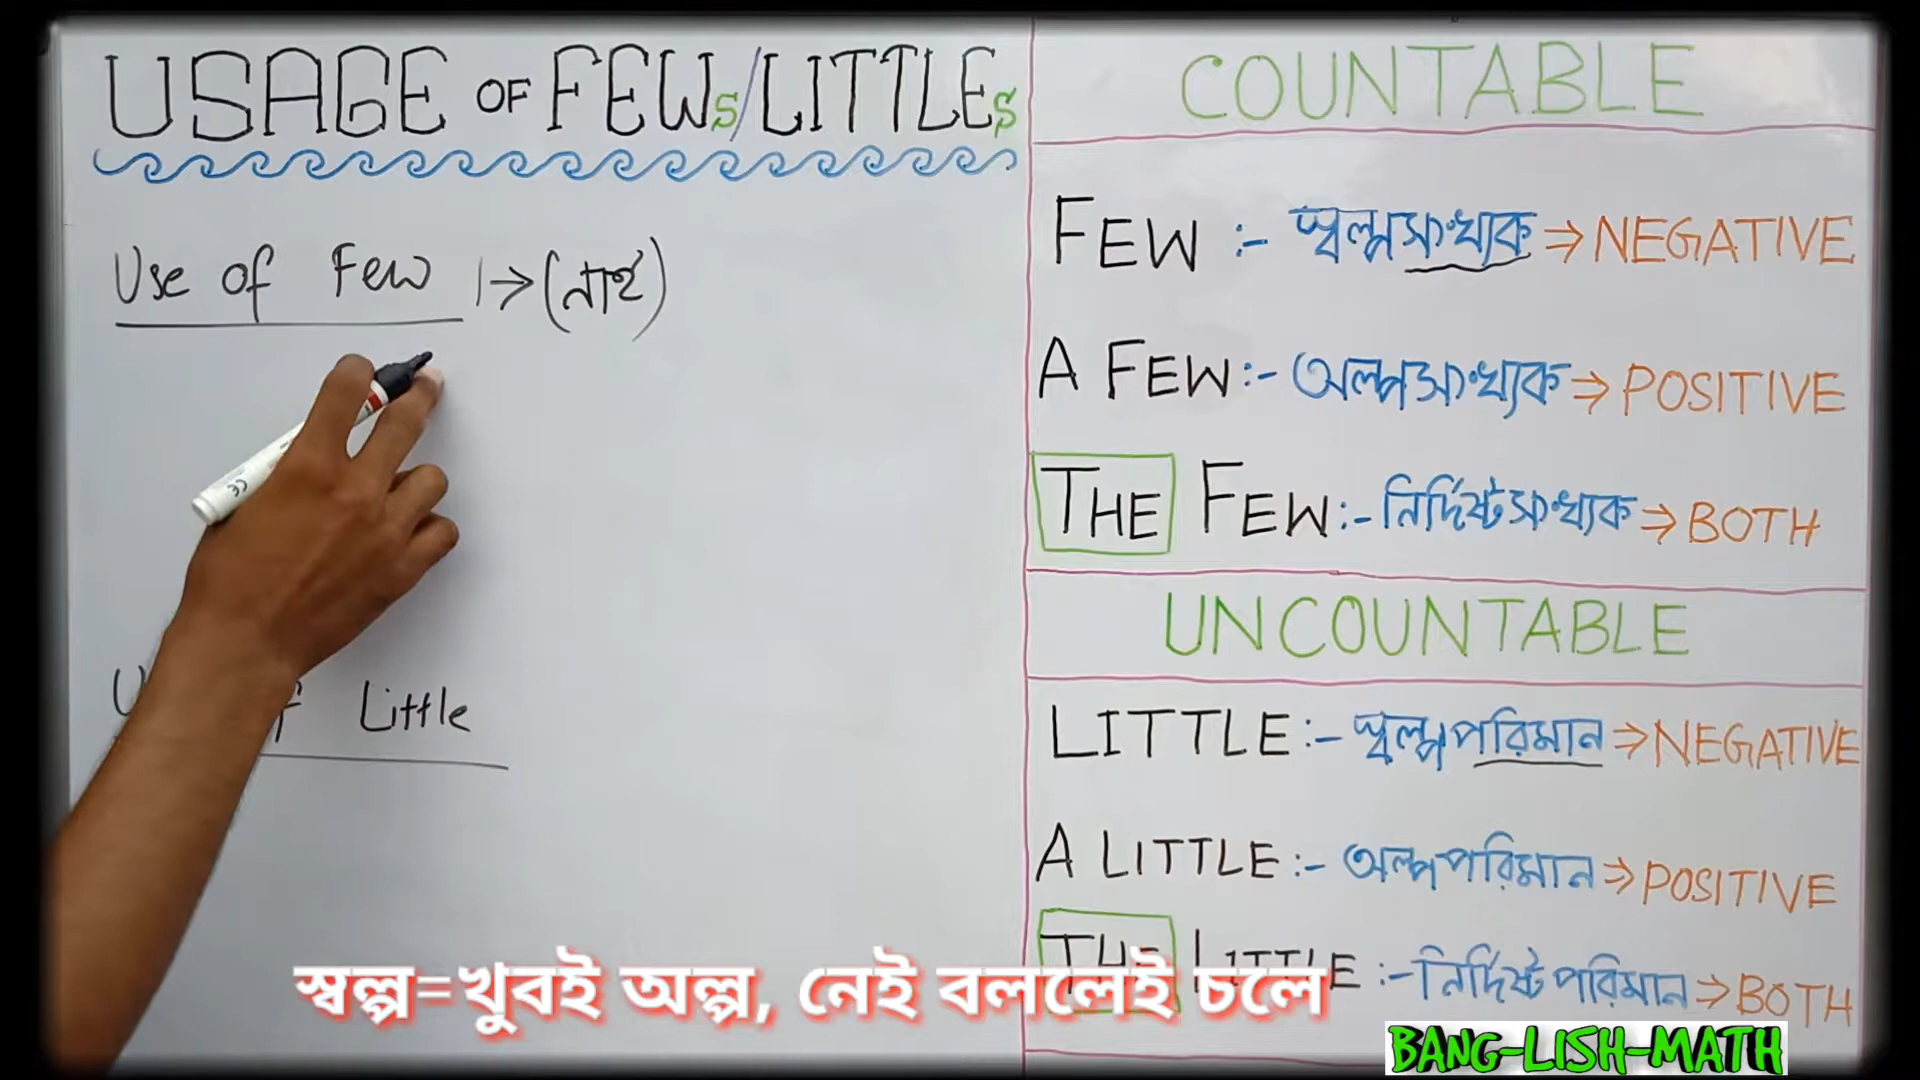 USAGE OF FEWs/LITTLEs
Use of Few |→ (নাই)
Little
COUNTABLE
FEW :- স্বল্পসংখ্যক ⇒ NEGATIVE
A FEW :- অল্পসংখ্যক ⇒ POSITIVE
THE FEW :- নির্দিষ্টসংখ্যক ⇒ BOTH
UNCOUNTABLE
LITTLE :- স্বল্পপরিমান ⇒ NEGATIVE
A LITTLE :- অল্পপরিমান ⇒ POSITIVE
THE LITTLE :- নির্দিষ্টপরিমান ⇒ BOTH
স্বল্প=খুবই অল্প, নেই বললেই চলে
BANG-LISH-MATH